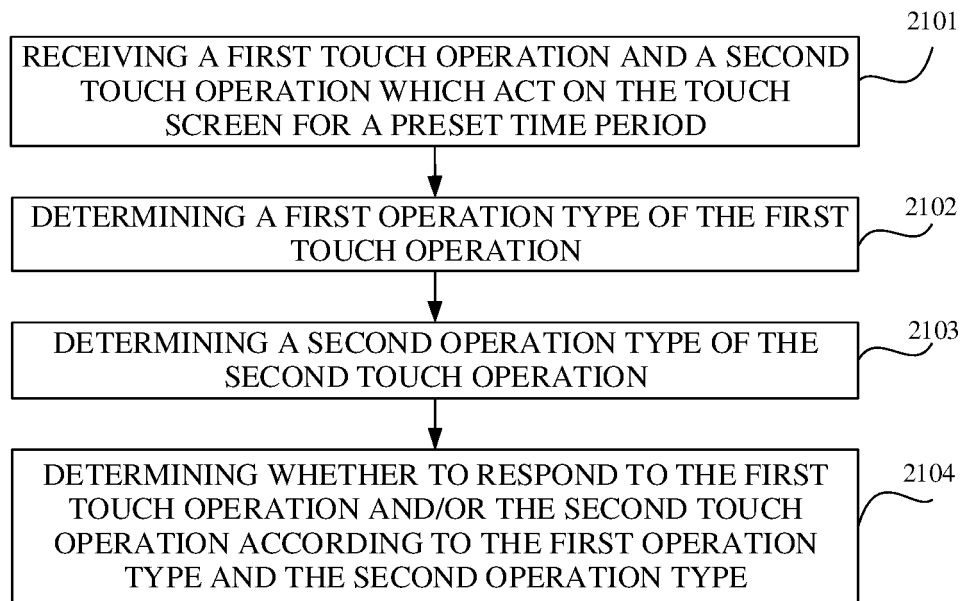 2101
RECEIVING A FIRST TOUCH OPERATION AND A SECOND
TOUCH OPERATION WHICH ACT ON THE TOUCH
SCREEN FOR A PRESET TIME PERIOD
2102
DETERMINING A FIRST OPERATION TYPE OF THE FIRST
TOUCH OPERATION
2103
DETERMINING A SECOND OPERATION TYPE OF THE
SECOND TOUCH OPERATION
2104
DETERMINING WHETHER TO RESPOND TO THE FIRST
TOUCH OPERATION AND/OR THE SECOND TOUCH
OPERATION ACCORDING TO THE FIRST OPERATION
TYPE AND THE SECOND OPERATION TYPE